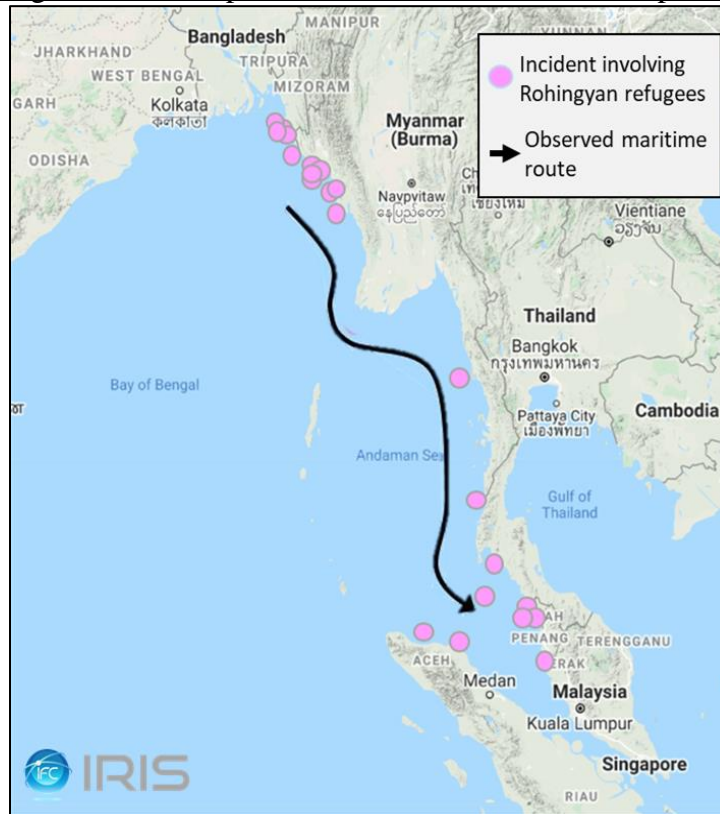 MANIPUR
YUNNAN
Bangladesh
JHARKHAND
TRIPURA
WEST BENGAL
MIZORAM
GARH
Kolkata
কলকাতা
ODISHA
Myanmar
(Burma)
Naypyitaw
နေပြည်တော်
Incident involving
Rohingyan refugees
Observed maritime
route
Vientiane
Thailand
Bangkok
กรุงเทพมหานคร
Bay of Bengal
Pattaya City
เมืองพัทยา
Cambodia
Andaman Sea
Gulf of
Thailand
PENANG
TERENGGANU
ACEH
Medan
Malaysia
Kuala Lumpur
Singapore
RIAU
IFC
IRIS